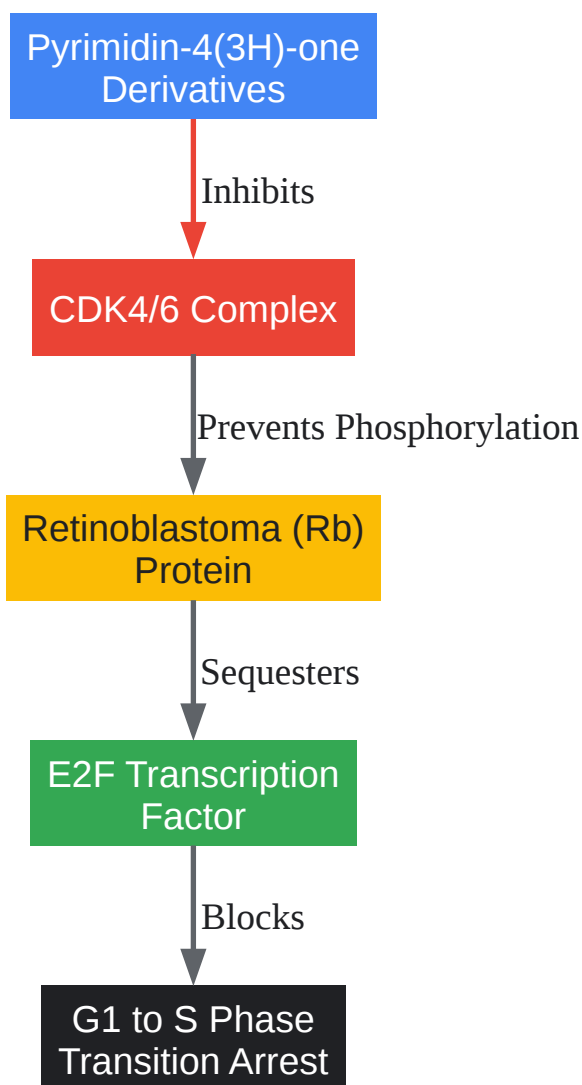 Pyrimidin-4(3H)-one
Derivatives
Inhibits
CDK4/6 Complex
Prevents Phosphorylation
Retinoblastoma (Rb)
Protein
Sequesters
E2F Transcription
Factor
Blocks
G1 to S Phase
Transition Arrest